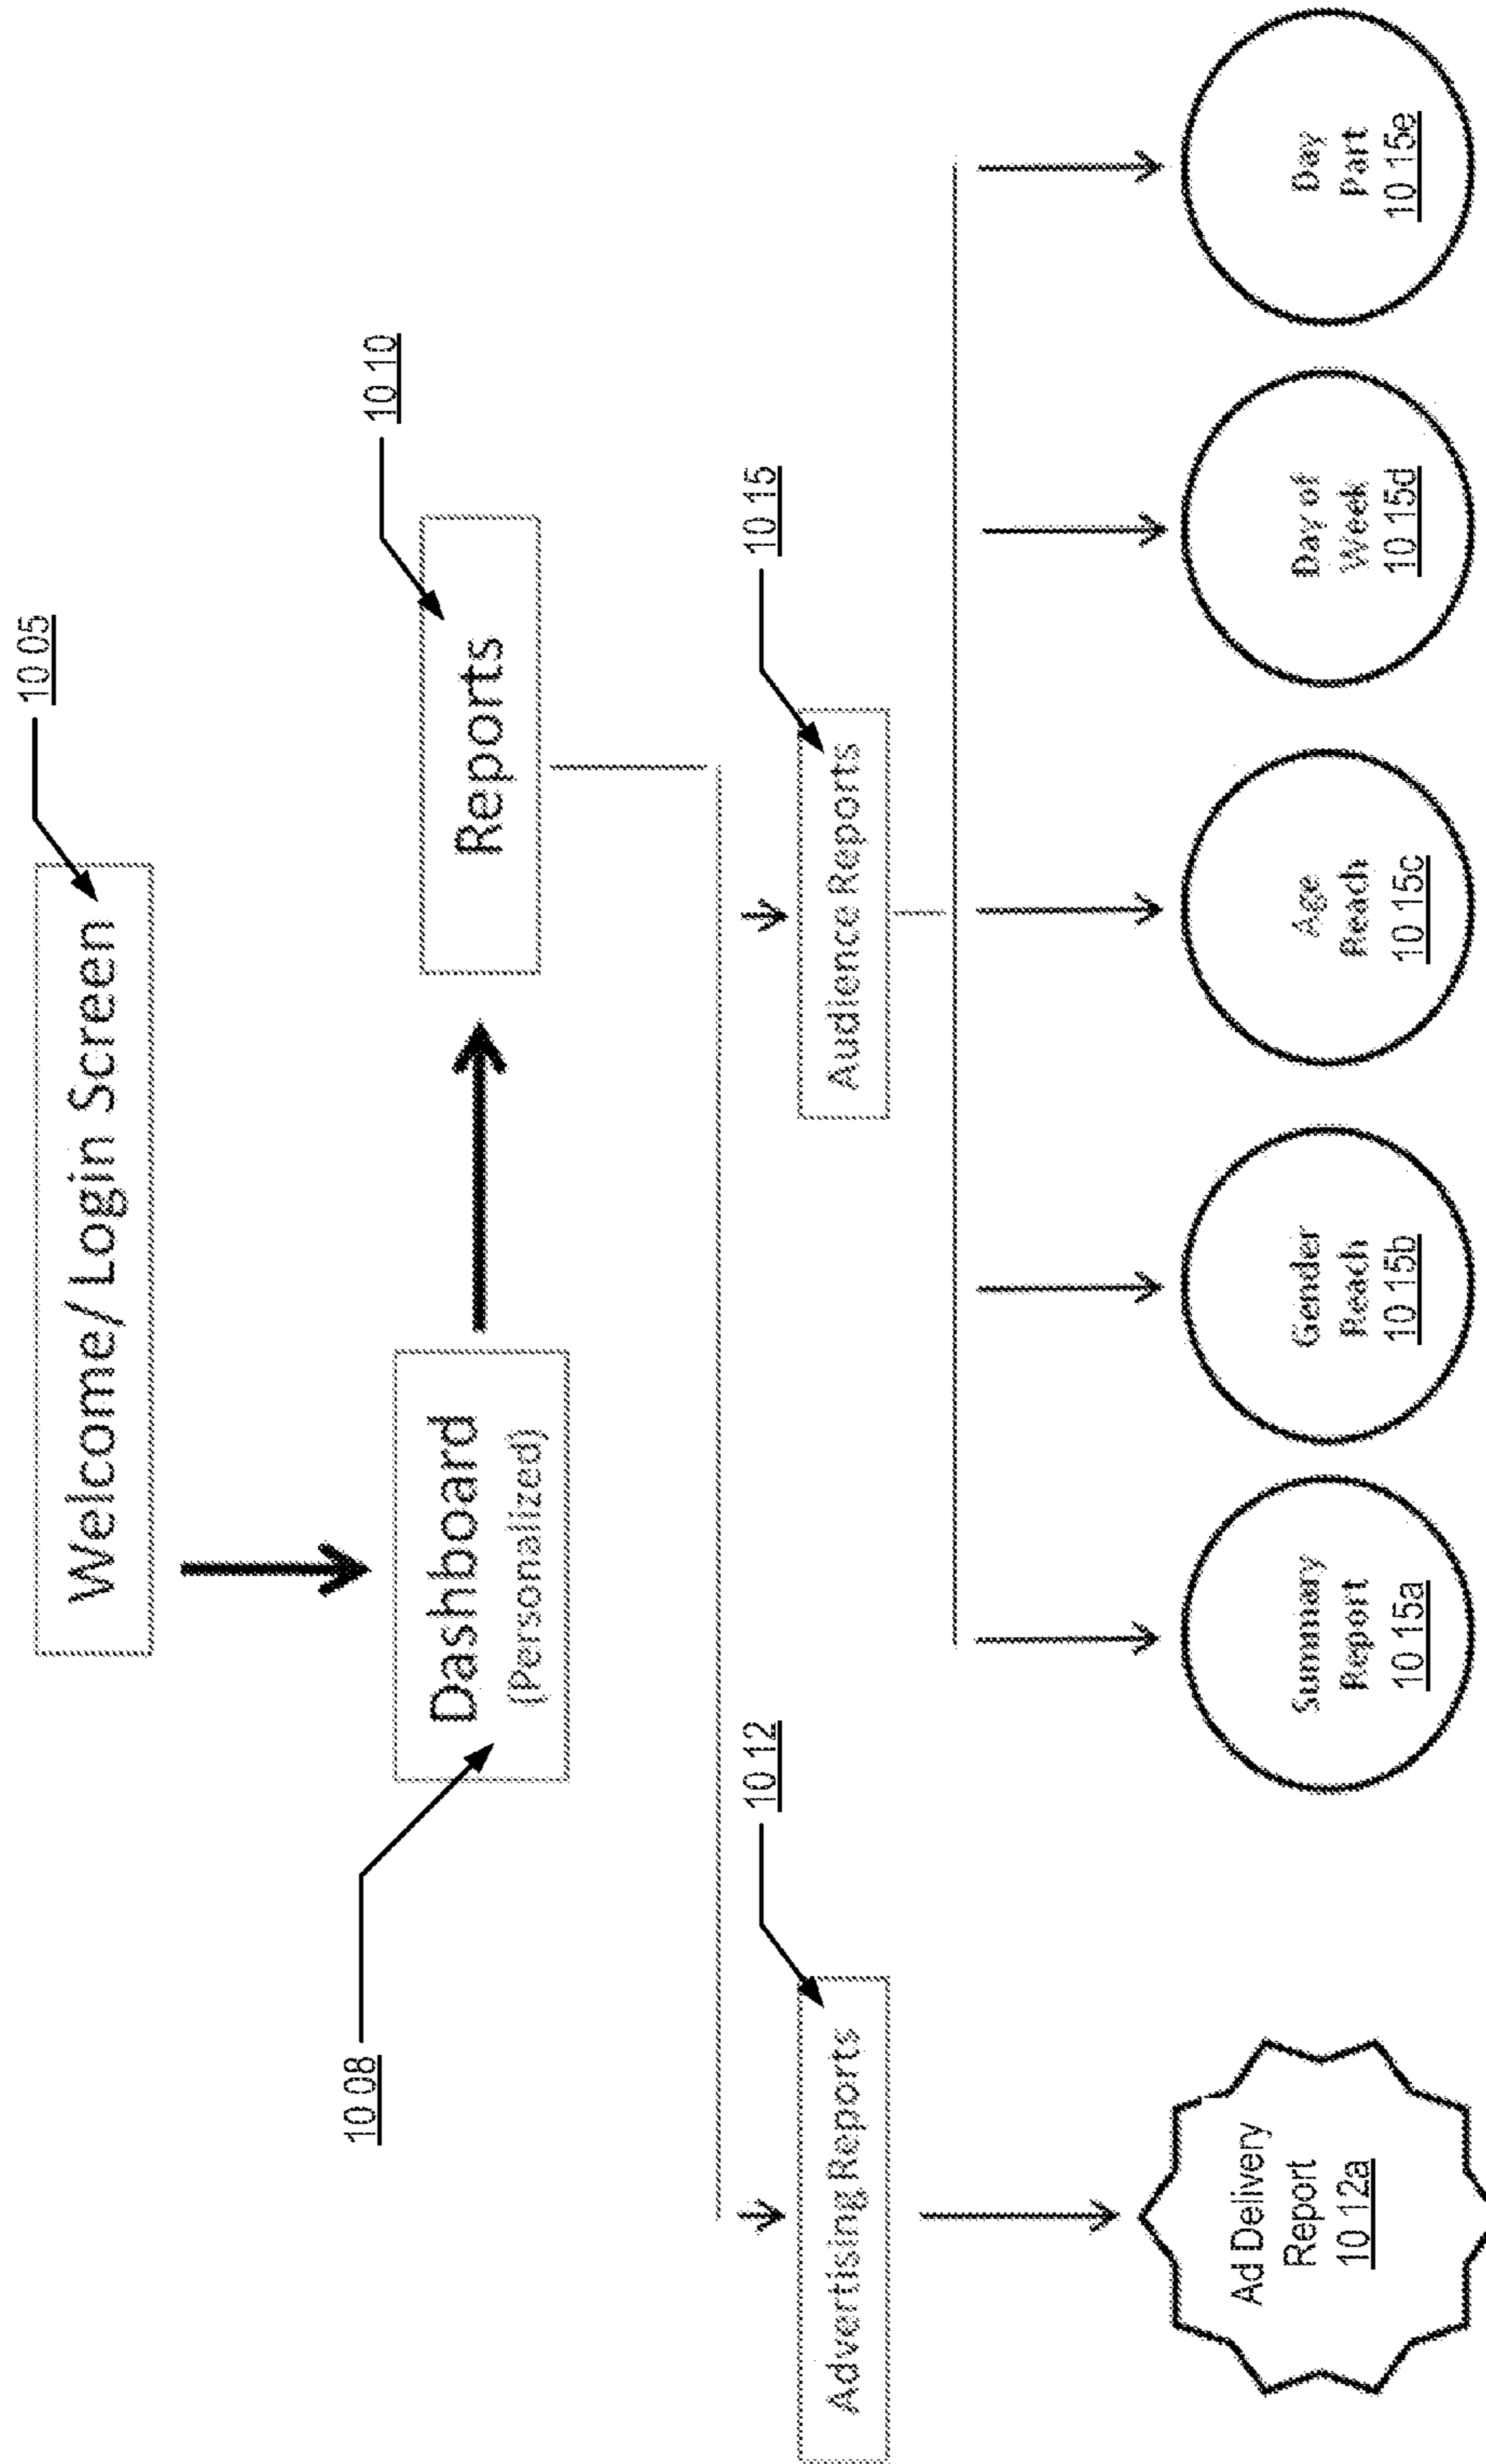 Welcome/ Login Screen
10 05
Dashboard
(Personalized)
10 08
Reports
10 10
Advertising Reports
10 12
Audience Reports
10 15
Ad Delivery
Report
10 12a
Summary
Report
10 15a
Gender
Reach
10 15b
Age
Reach
10 15c
Day of
Week
10 15d
Day
Part
10 15e